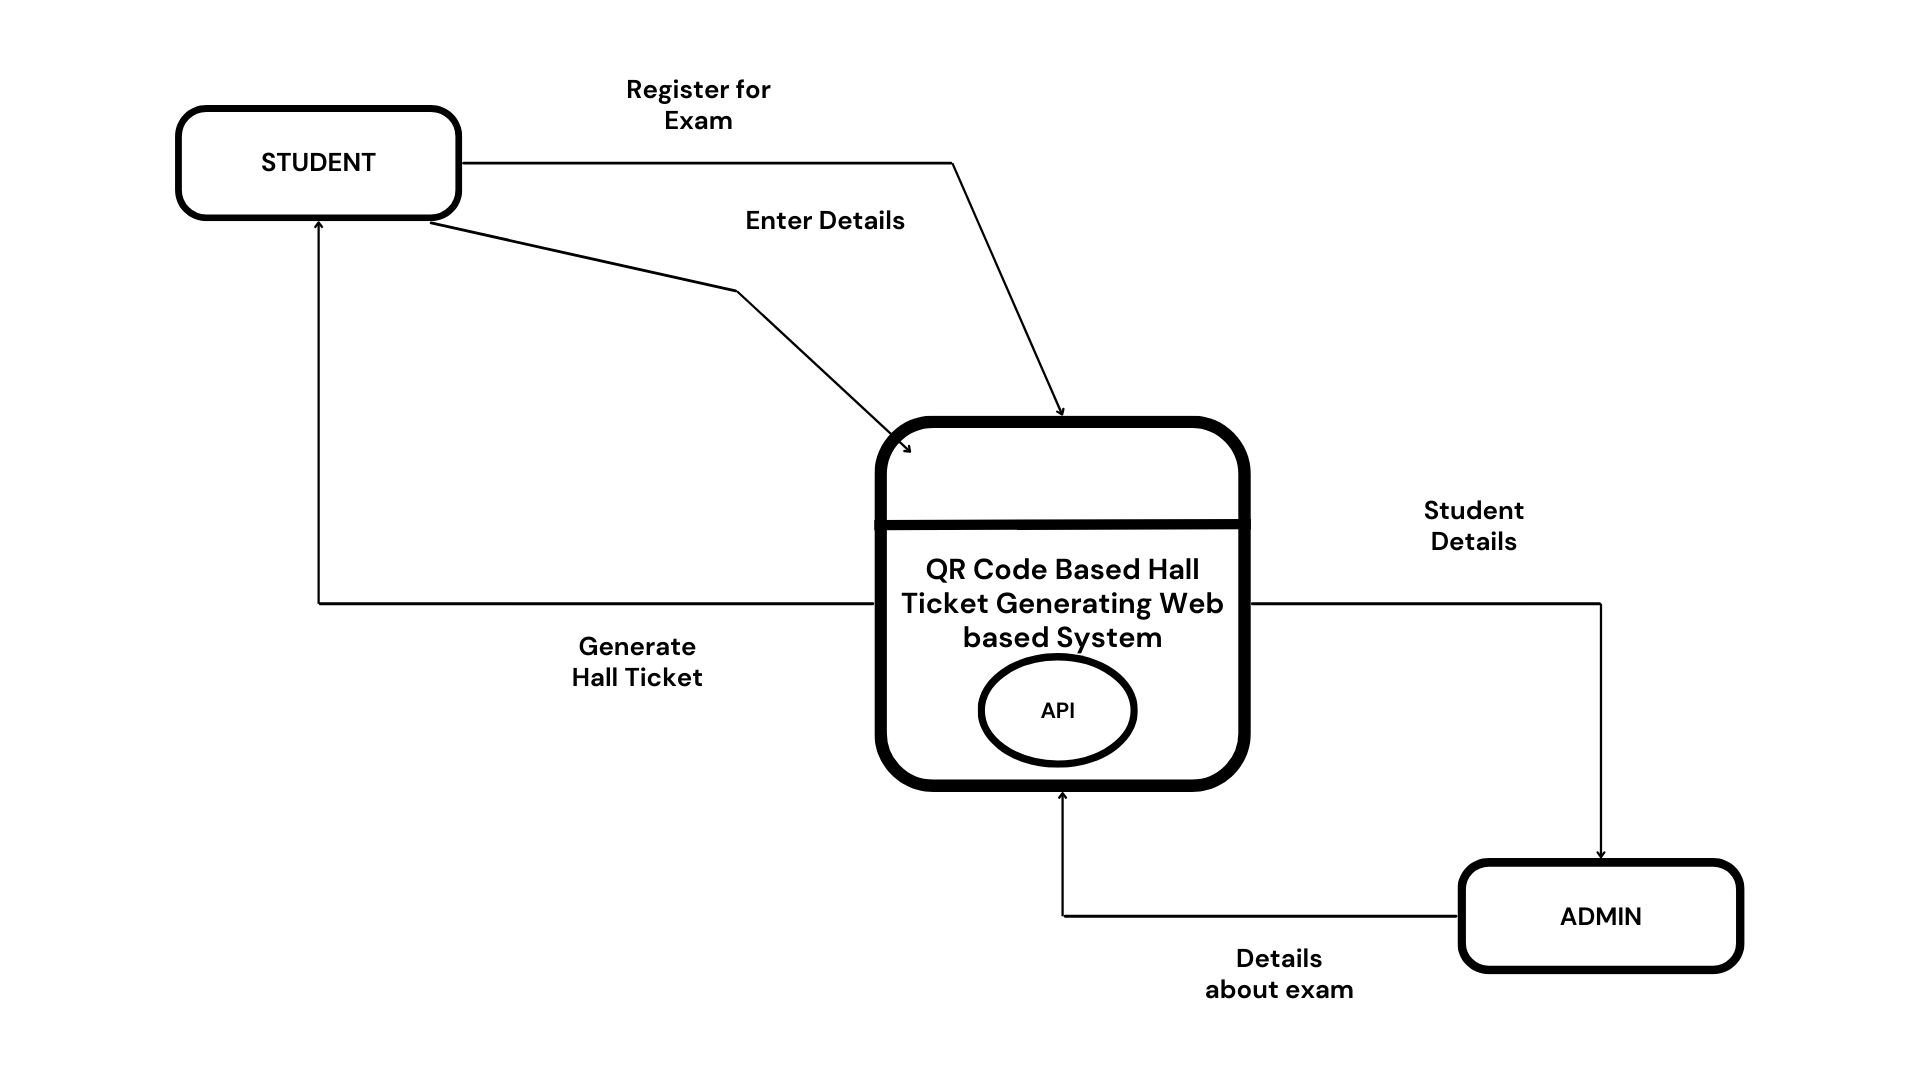 Register for
Exam
STUDENT
Enter Details
Student
Details
QR Code Based Hall
Ticket Generating Web
based System
Generate
Hall Ticket
API
ADMIN
Details
about exam